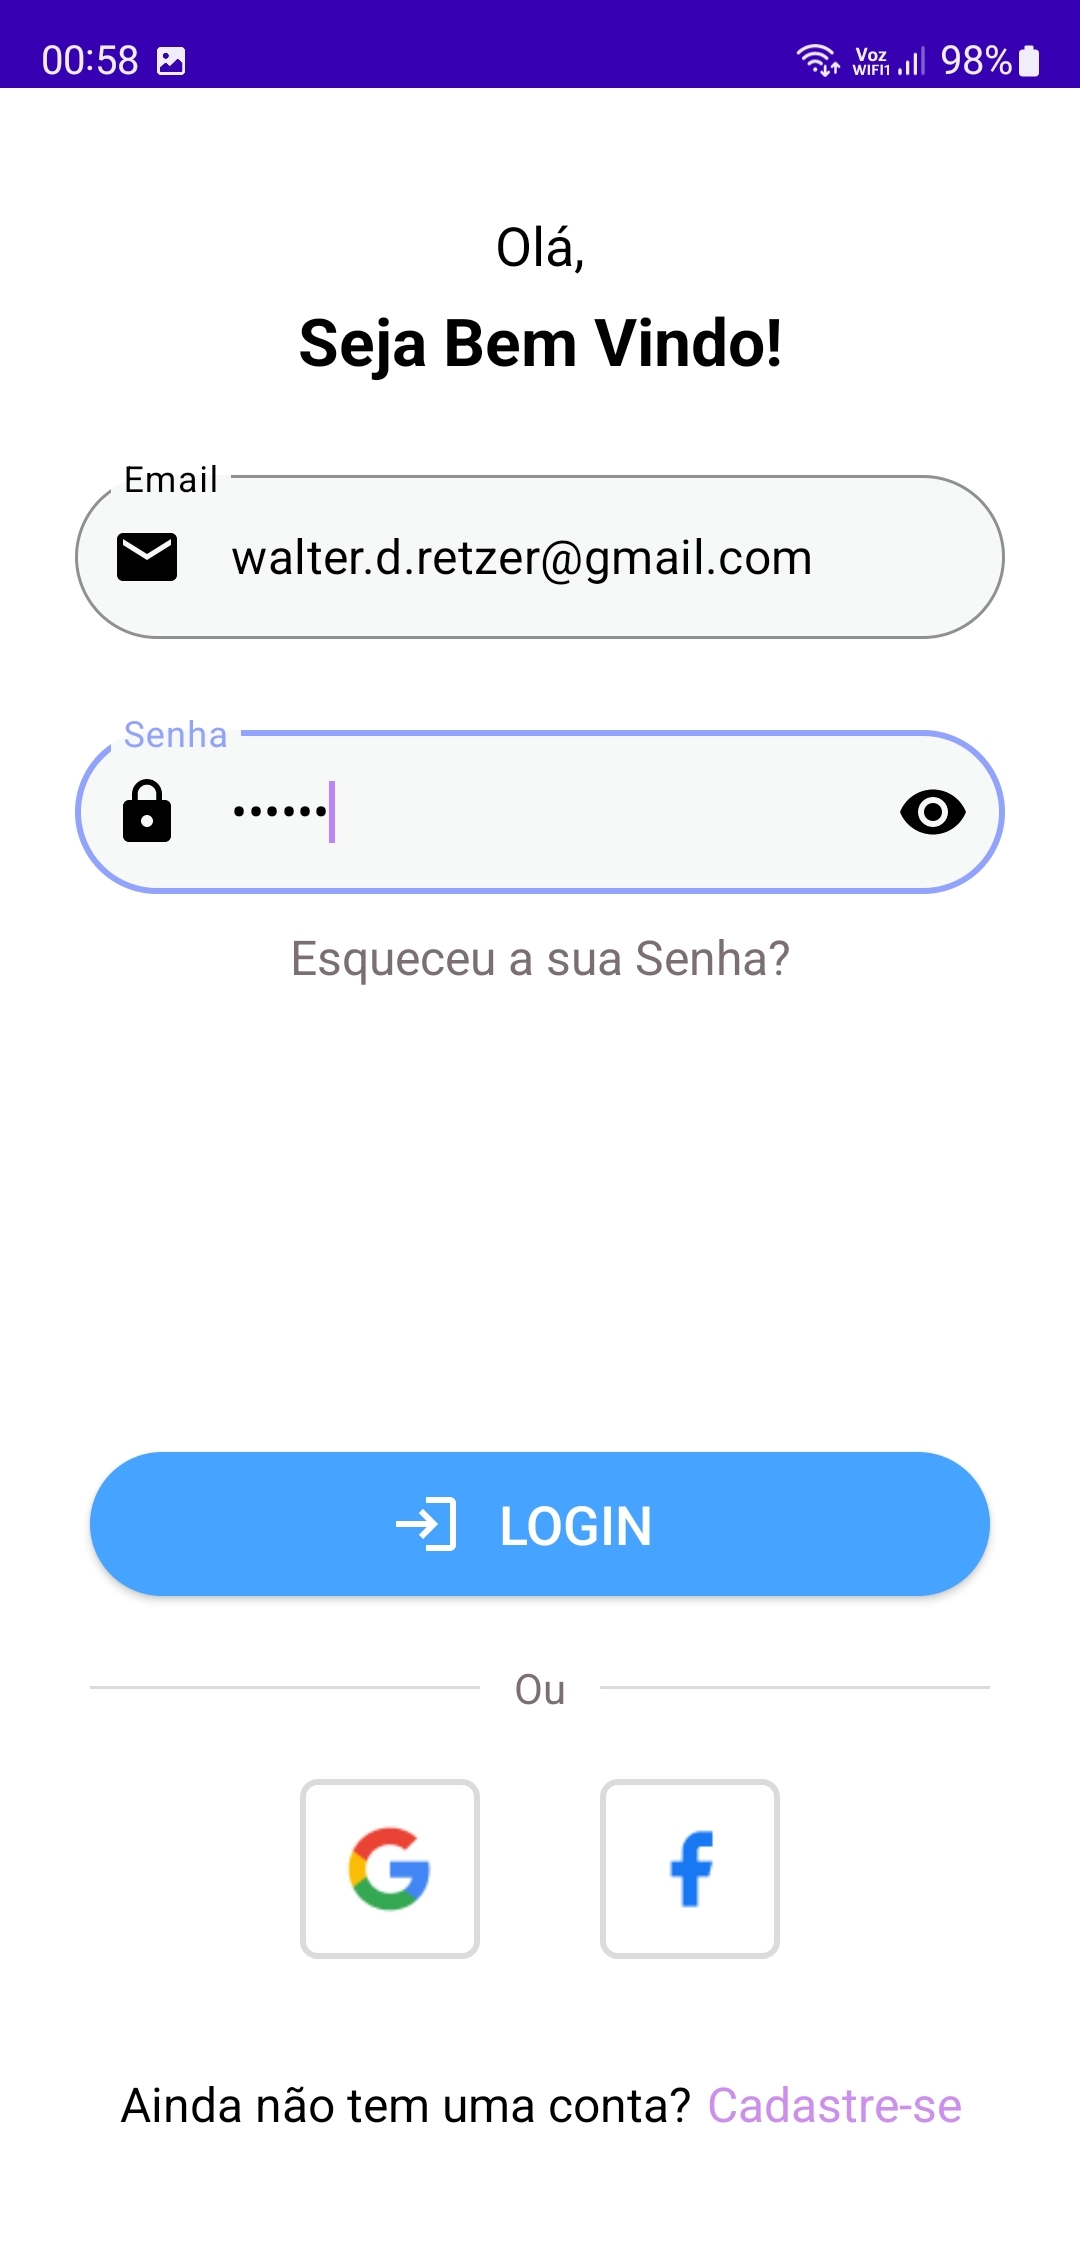 00:58
Voz WIFI1 98%
Olá,
Seja Bem Vindo!
Email
walter.d.retzer@gmail.com
Senha
••••••
Esqueceu a sua Senha?
LOGIN
Ou
Ainda não tem uma conta? Cadastre-se